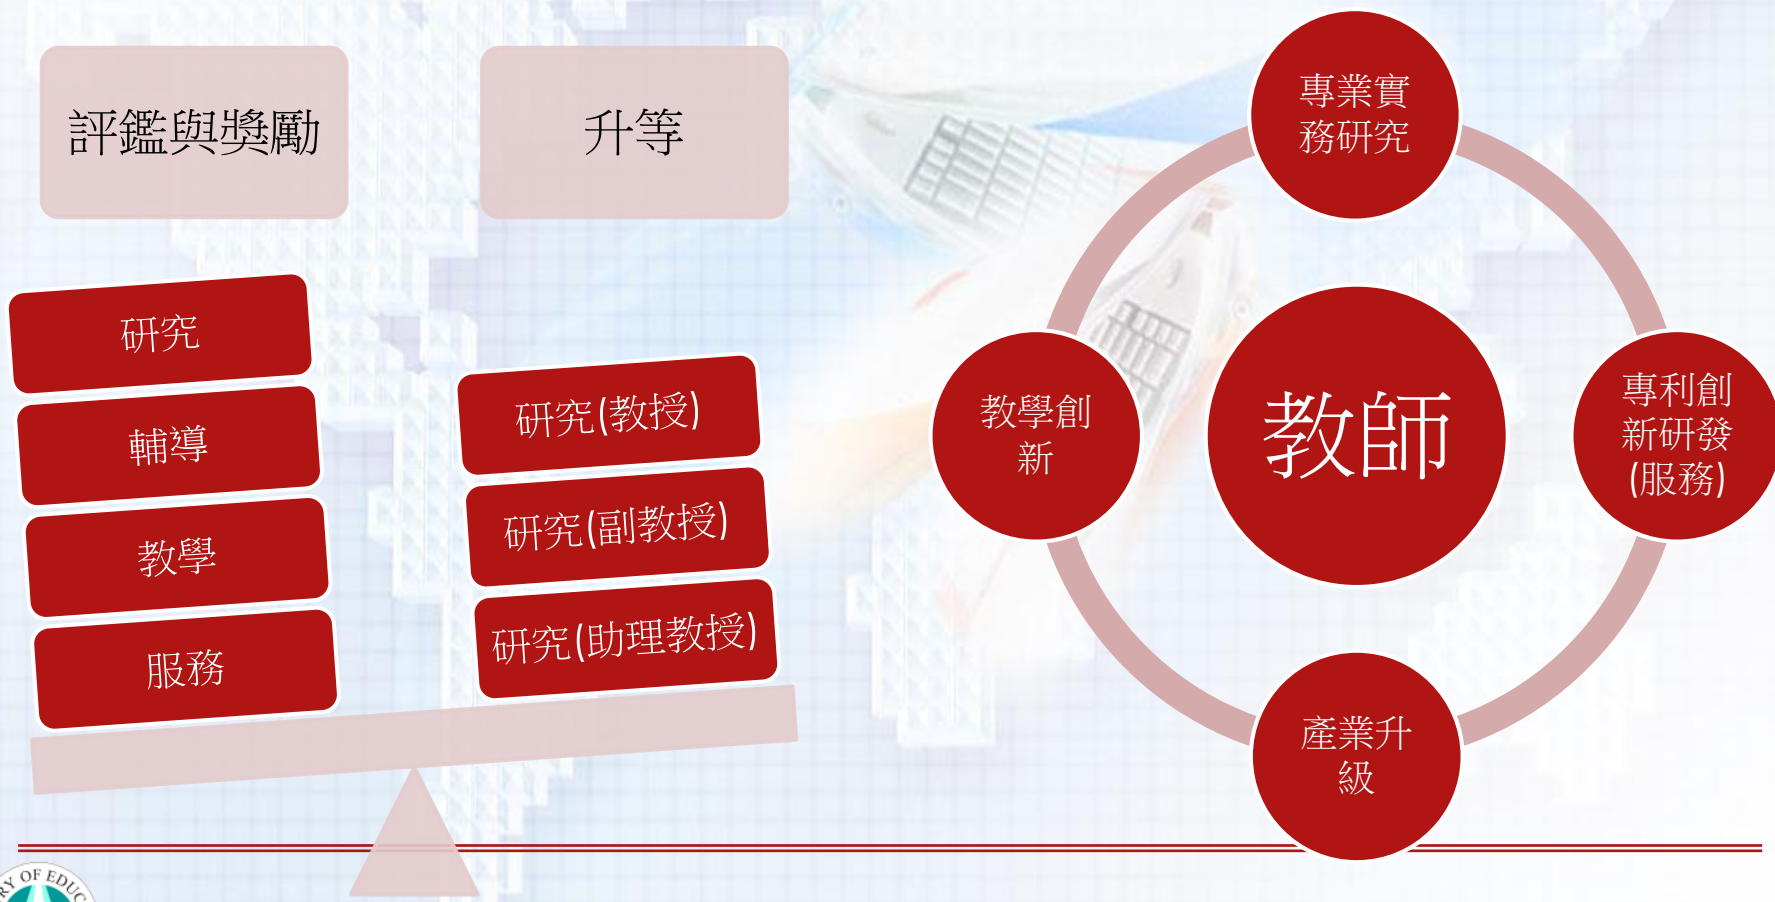 評鑑與獎勵
升等
研究
輔導
教學
服務
研究(教授)
研究(副教授)
研究(助理教授)
專業實
務研究
教學創
新
教師
專利創
新研發
(服務)
產業升
級
OF EDUC